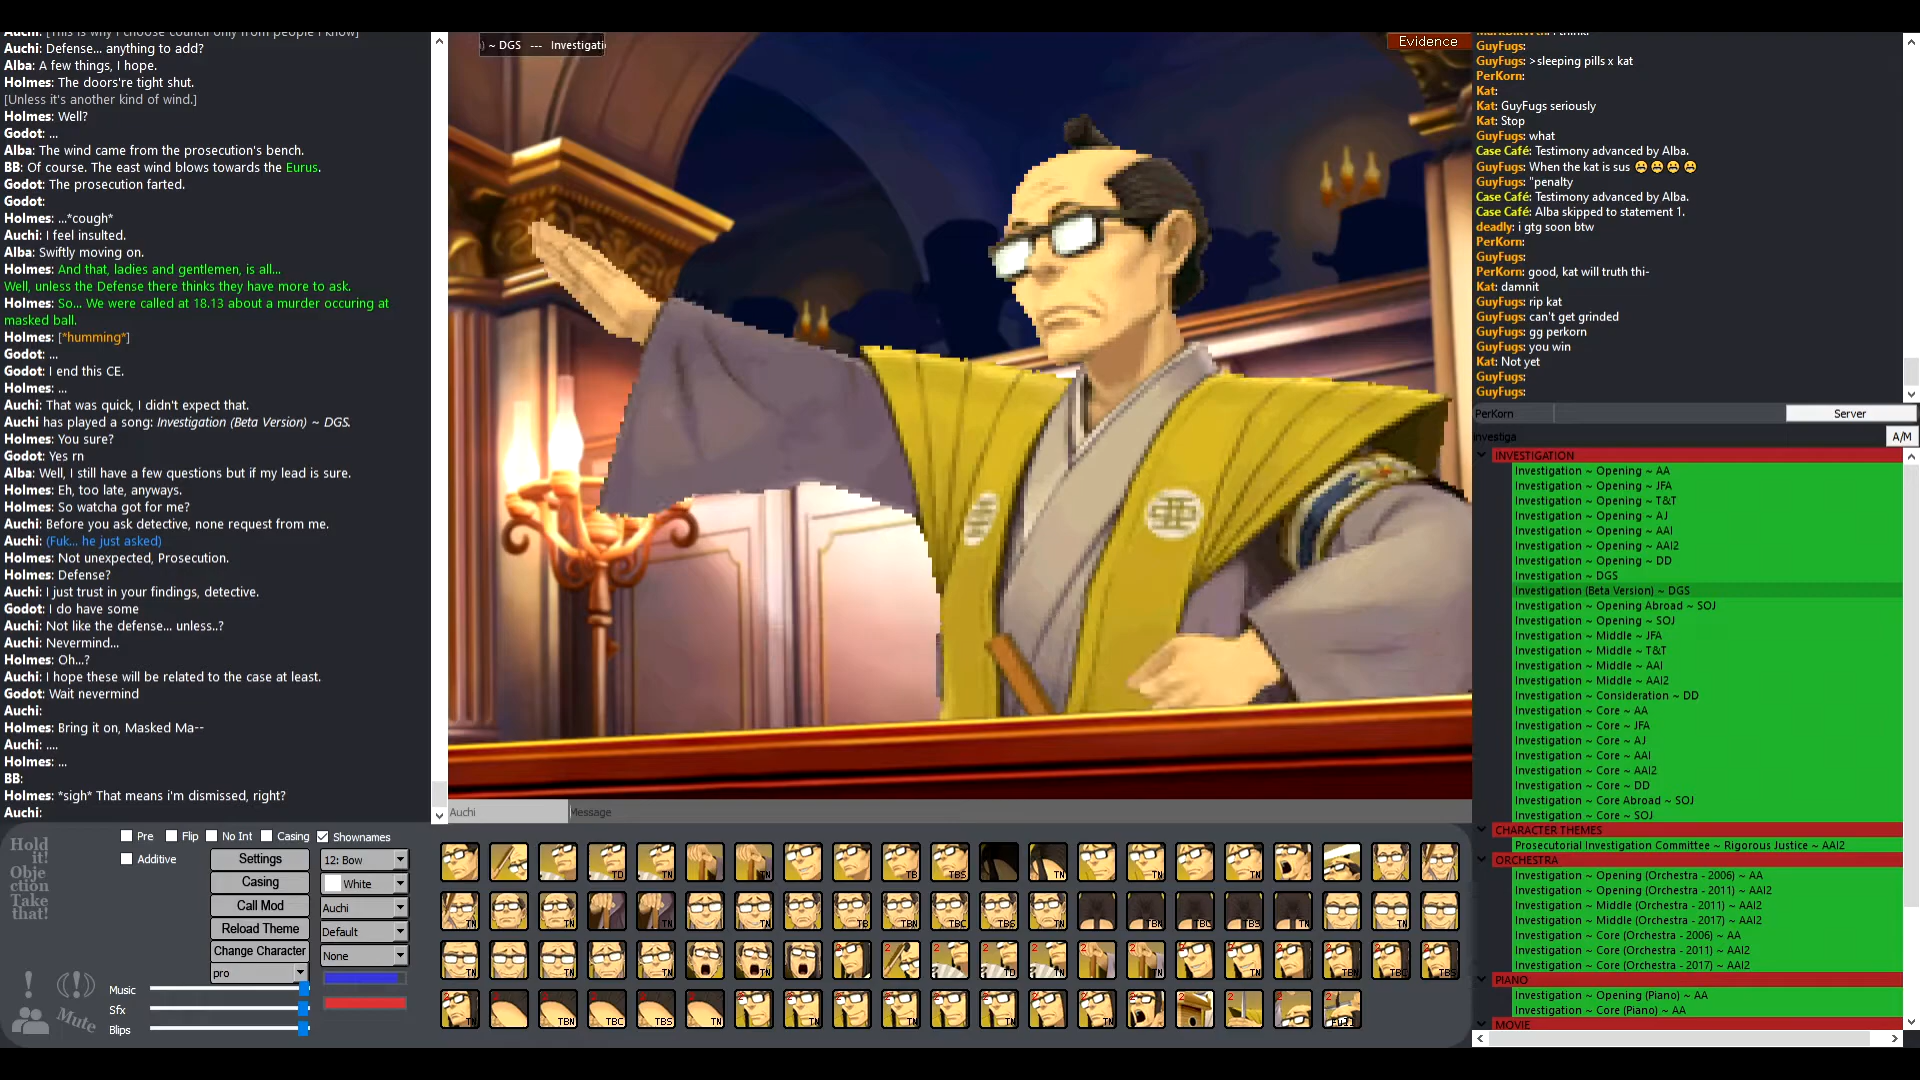 Auchi: [This is why I choose council only from people I know]
Auchi: Defense... anything to add?
Alba: A few things, I hope.
Holmes: The doors're tight shut.
[Unless it's another kind of wind.]
Holmes: Well?
Godot: ...
Alba: The wind came from the prosecution's bench.
BB: Of course. The east wind blows towards the Eurus.
Godot: The prosecution farted.
Godot:
Holmes: ...*cough*
Auchi: I feel insulted.
Alba: Swiftly moving on.
Holmes: And that, ladies and gentlemen, is all...
Well, unless the Defense there thinks they have more to ask.
Holmes: So... We were called at 18.13 about a murder occuring at
masked ball.
Holmes: [*humming*]
Godot: ...
Godot: I end this CE.
Holmes: ...
Auchi: That was quick, I didn't expect that.
Auchi has played a song: Investigation (Beta Version) ~ DGS.
Holmes: You sure?
Godot: Yes rn
Alba: Well, I still have a few questions but if my lead is sure.
Holmes: Eh, too late, anyways.
Holmes: So watcha got for me?
Auchi: Before you ask detective, none request from me.
Auchi: (Fuk... he just asked)
Holmes: Not unexpected, Prosecution.
Holmes: Defense?
Auchi: I just trust in your findings, detective.
Godot: I do have some
Auchi: Not like the defense... unless..?
Auchi: Nevermind...
Holmes: Oh...?
Auchi: I hope these will be related to the case at least.
Godot: Wait nevermind
Auchi:
Holmes: Bring it on, Masked Ma--
Auchi: ....
Holmes: ...
BB:
Holmes: *sigh* That means i'm dismissed, right?
Auchi:
) ~ DGS --- Investigati
Evidence
亜
Auchi
Message
GuyFugs:
GuyFugs: >sleeping pills x kat
PerKorn:
Kat:
Kat: GuyFugs seriously
Kat: Stop
GuyFugs: what
Case Café: Testimony advanced by Alba.
GuyFugs: When the kat is sus 😳😳😳😳
GuyFugs: "penalty
Case Café: Testimony advanced by Alba.
Case Café: Alba skipped to statement 1.
deadly: i gtg soon btw
PerKorn:
GuyFugs:
PerKorn: good, kat will truth thi-
Kat: damnit
GuyFugs: rip kat
GuyFugs: can't get grinded
GuyFugs: gg perkorn
GuyFugs: you win
Kat: Not yet
GuyFugs:
GuyFugs:
PerKorn
Server
investiga
A/M
INVESTIGATION
Investigation ~ Opening ~ AA
Investigation ~ Opening ~ JFA
Investigation ~ Opening ~ T&T
Investigation ~ Opening ~ AJ
Investigation ~ Opening ~ AAI
Investigation ~ Opening ~ AAI2
Investigation ~ Opening ~ DD
Investigation ~ DGS
Investigation (Beta Version) ~ DGS
Investigation ~ Opening Abroad ~ SOJ
Investigation ~ Opening ~ SOJ
Investigation ~ Middle ~ JFA
Investigation ~ Middle ~ T&T
Investigation ~ Middle ~ AAI
Investigation ~ Middle ~ AAI2
Investigation ~ Consideration ~ DD
Investigation ~ Core ~ AA
Investigation ~ Core ~ JFA
Investigation ~ Core ~ AJ
Investigation ~ Core ~ AAI
Investigation ~ Core ~ AAI2
Investigation ~ Core ~ DD
Investigation ~ Core Abroad ~ SOJ
Investigation ~ Core ~ SOJ
CHARACTER THEMES
Prosecutorial Investigation Committee ~ Rigorous Justice ~ AAI2
ORCHESTRA
Investigation ~ Opening (Orchestra - 2006) ~ AA
Investigation ~ Opening (Orchestra - 2011) ~ AAI2
Investigation ~ Middle (Orchestra - 2011) ~ AAI2
Investigation ~ Middle (Orchestra - 2017) ~ AAI2
Investigation ~ Core (Orchestra - 2006) ~ AA
Investigation ~ Core (Orchestra - 2011) ~ AAI2
Investigation ~ Core (Orchestra - 2017) ~ AAI2
PIANO
Investigation ~ Opening (Piano) ~ AA
Investigation ~ Core (Piano) ~ AA
MOVIE
Hold
it!
Obje
ction
Take
that!
Pre
Flip
No Int
Casing
Shownames
Additive
Settings
Casing
Call Mod
Reload Theme
Change Character
pro
12: Bow
White
Auchi
Default
None
Music
Sfx
Blips
Mute